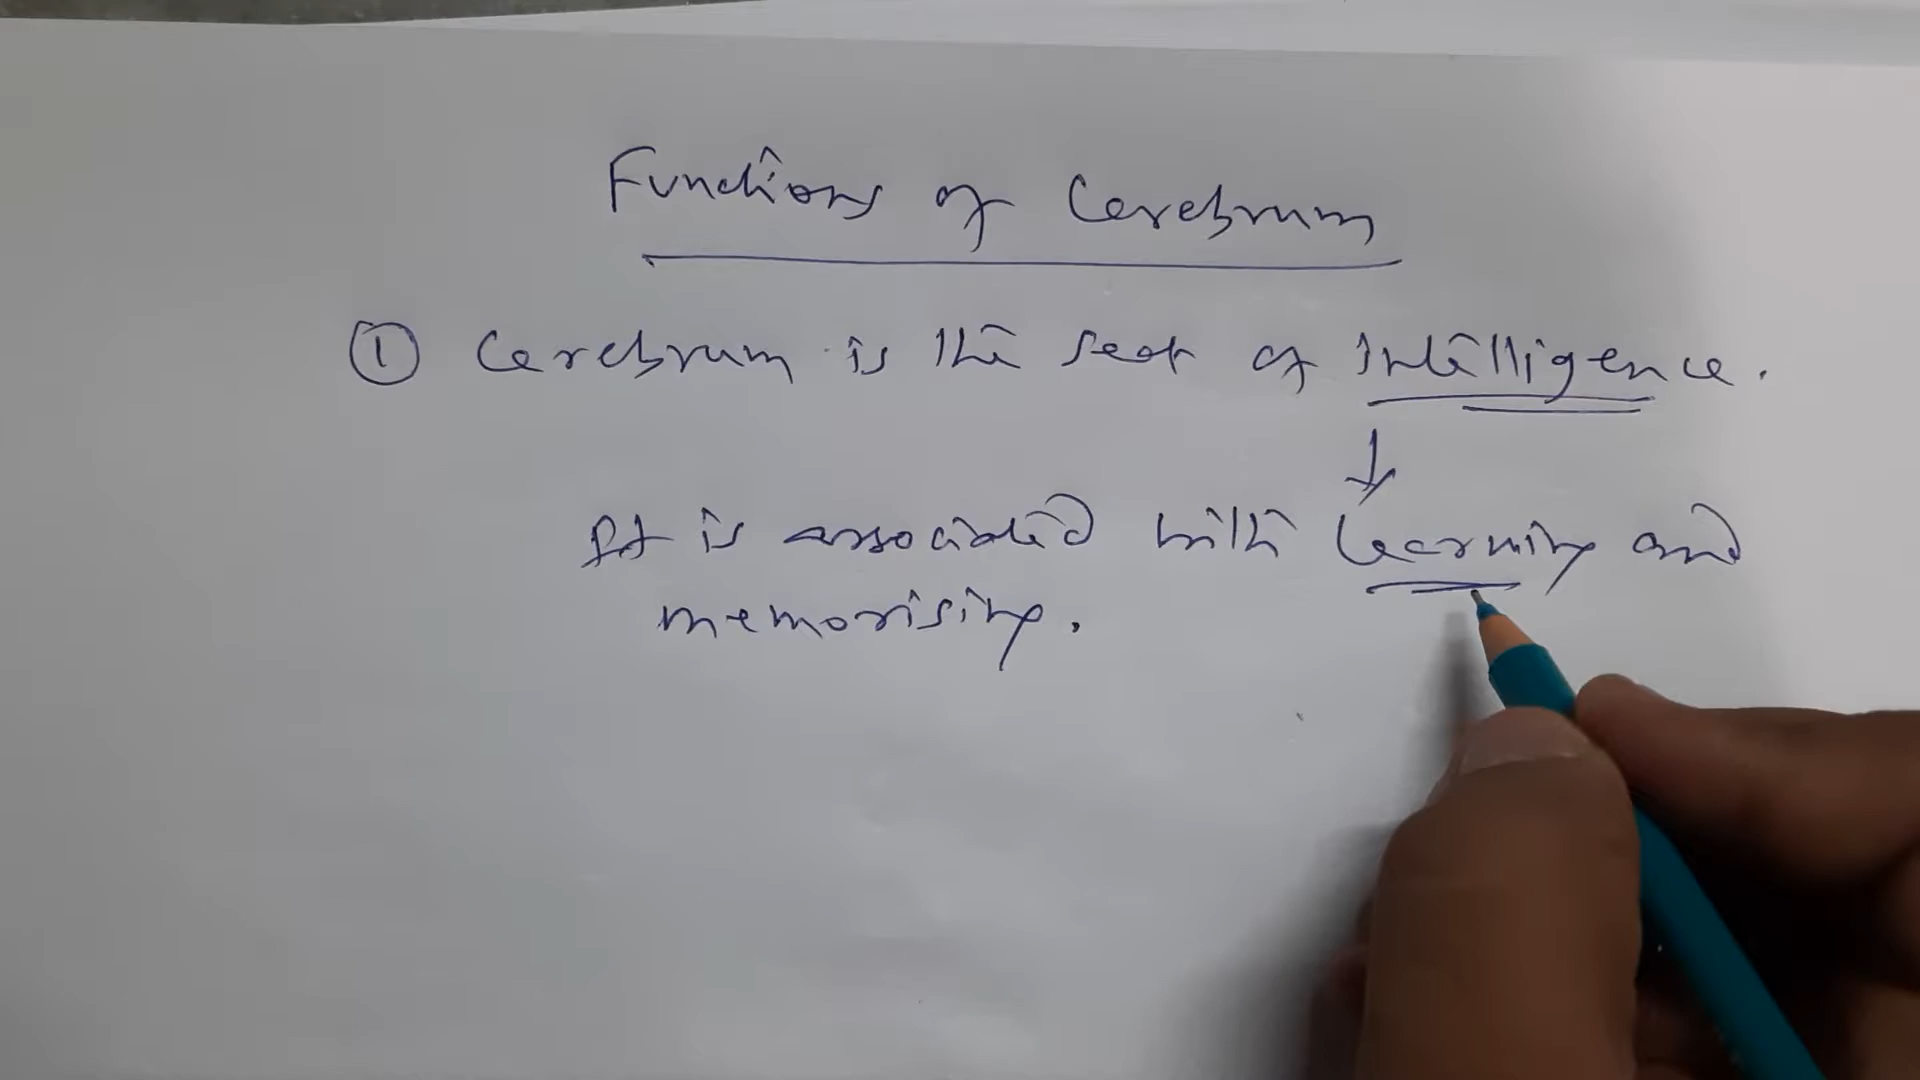 Functions of Cerebrum
① Cerebrum is the seat of Intelligence.
↓
It is associated with learning and
memorising.